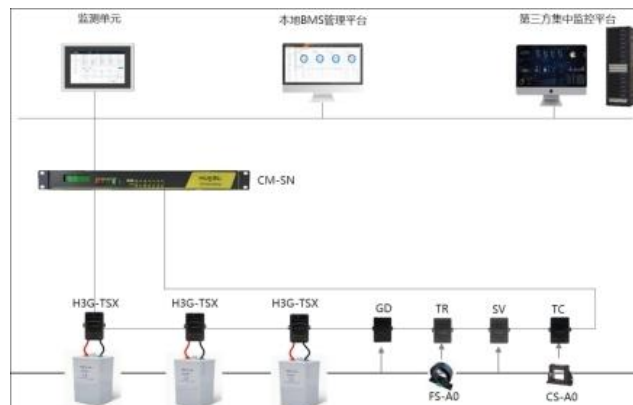 监测单元
本地BMS管理平台
第三方集中监控平台
CM-SN
H3G-TSX
H3G-TSX
H3G-TSX
GD
TR
SV
TC
FS-A0
CS-A0